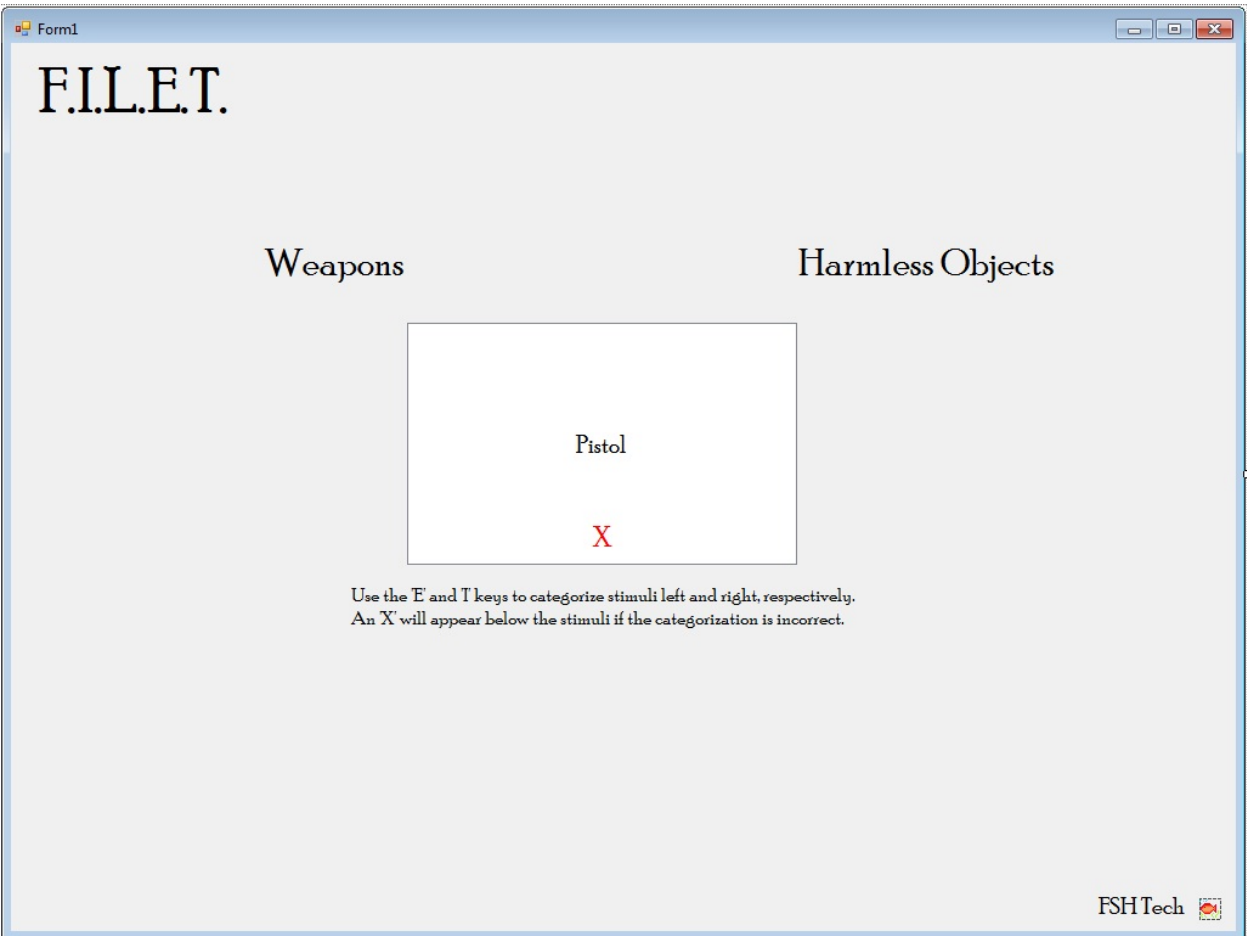 Form1
F.I.L.E.T.
Weapons Harmless Objects
Pistol
X
Use the 'E' and 'I' keys to categorize stimuli left and right, respectively.
An 'X' will appear below the stimuli if the categorization is incorrect.
FSH Tech